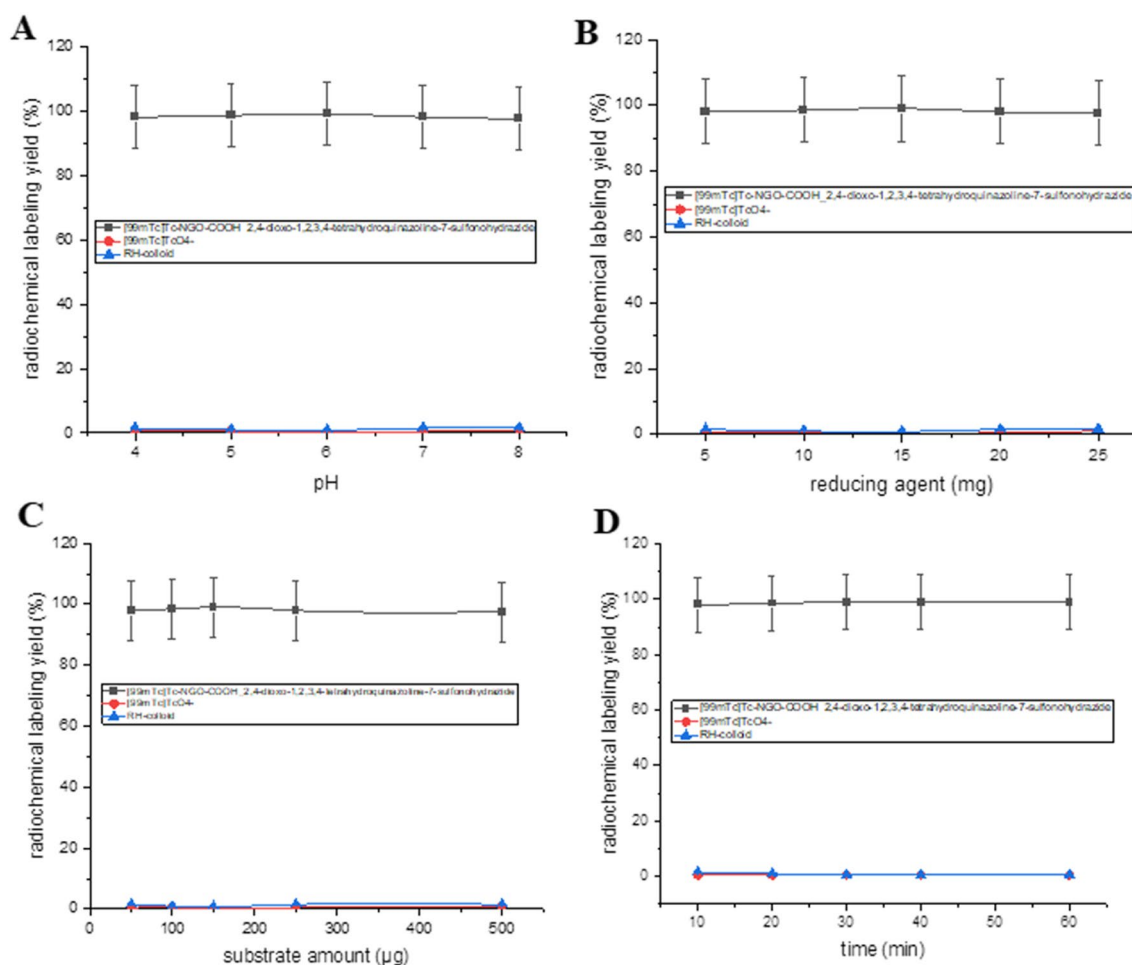 A
120
100
80
60
40
20
0
radiochemical labeling yield (%)
[99mTc]Tc-NGO-COOH_2,4-dioxo-1,2,3,4-tetrahydroquinazoline-7-sulfonohydrazide
[99mTc]TcO4-
RH-colloid
4 5 6 7 8
pH
B
120
100
80
60
40
20
0
radiochemical labeling yield (%)
[99mTc]Tc-NGO-COOH_2,4-dioxo-1,2,3,4-tetrahydroquinazoline-7-sulfonohydrazide
[99mTc]TcO4-
RH-colloid
5 10 15 20 25
reducing agent (mg)
C
120
100
80
60
40
20
0
radiochemical labeling yield (%)
[99mTc]Tc-NGO-COOH_2,4-dioxo-1,2,3,4-tetrahydroquinazoline-7-sulfonohydrazide
[99mTc]TcO4-
RH-colloid
0 100 200 300 400 500
substrate amount (µg)
D
120
100
80
60
40
20
0
radiochemical labeling yield (%)
[99mTc]Tc-NGO-COOH_2,4-dioxo-1,2,3,4-tetrahydroquinazoline-7-sulfonohydrazide
[99mTc]TcO4-
RH-colloid
10 20 30 40 50 60
time (min)